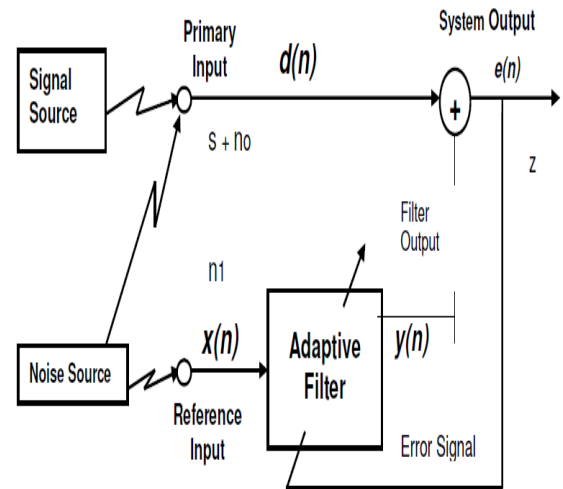 System Output
Primary
Input
d(n)
e(n)
Signal
Source
+
s + no
z
Filter
Output
n1
x(n)
Adaptive
Filter
y(n)
Noise Source
Reference
Input
Error Signal